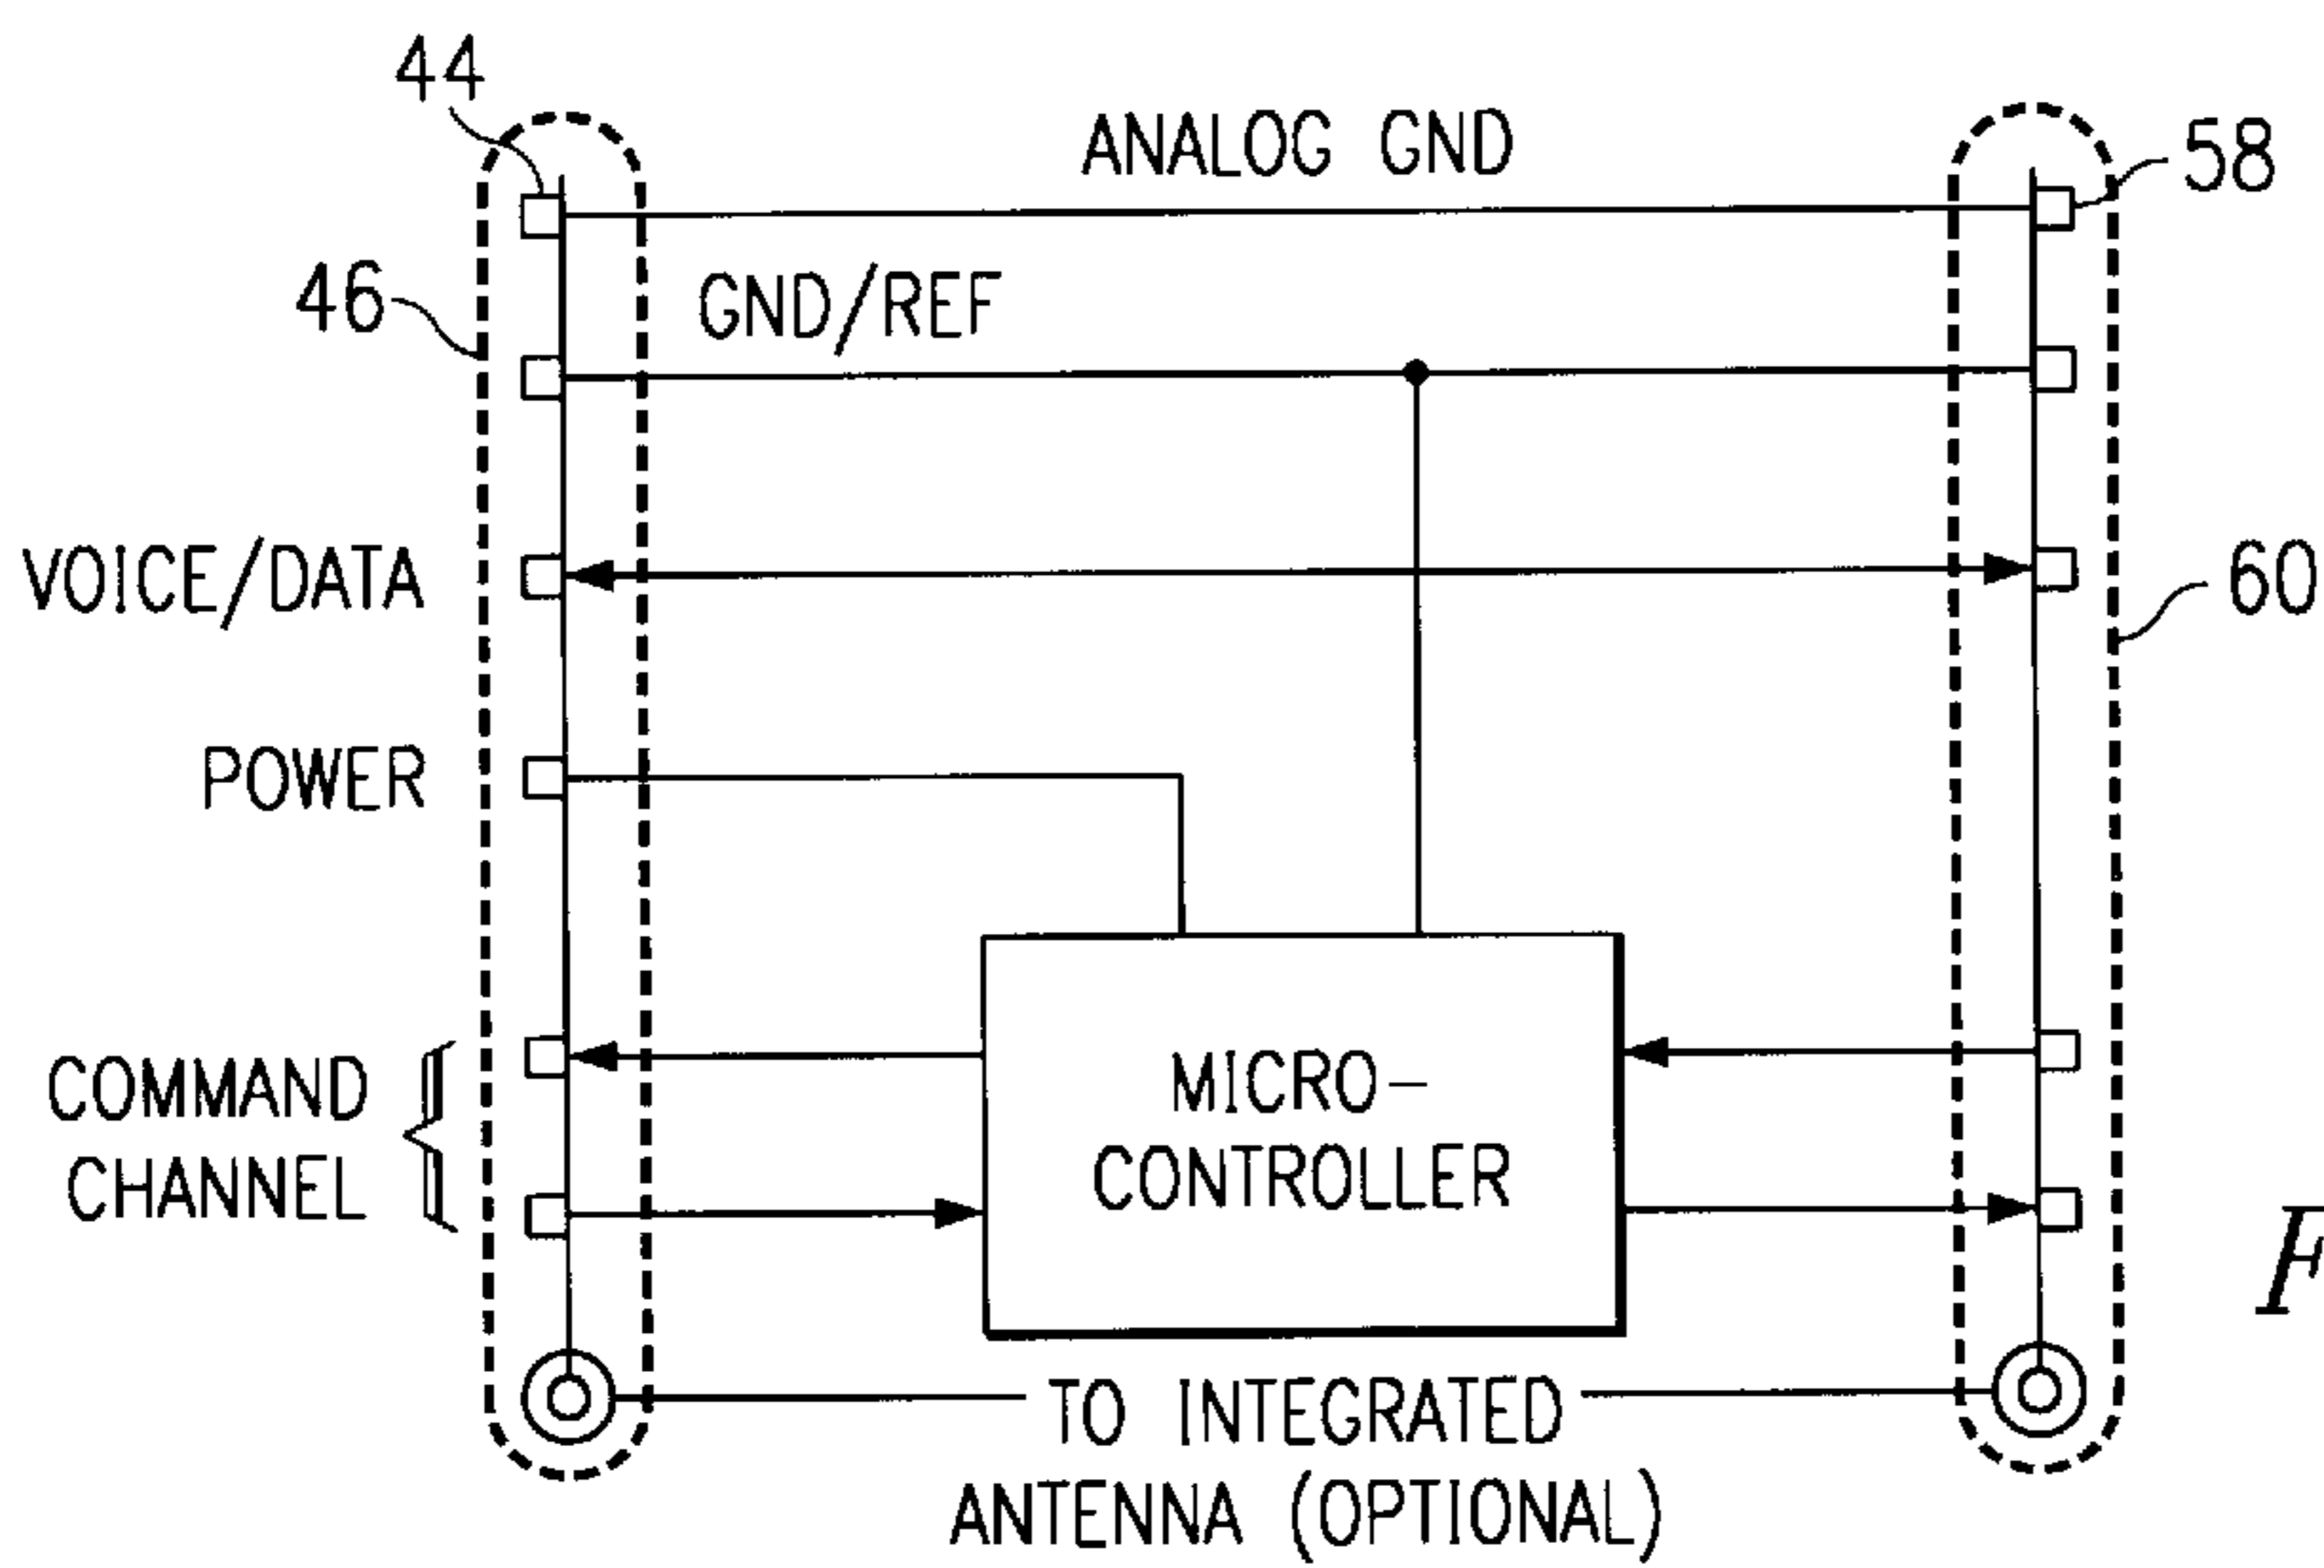 44
ANALOG GND
58
46
GND/REF
VOICE/DATA
60
POWER
COMMAND
CHANNEL
MICRO-
CONTROLLER
TO INTEGRATED
ANTENNA (OPTIONAL)